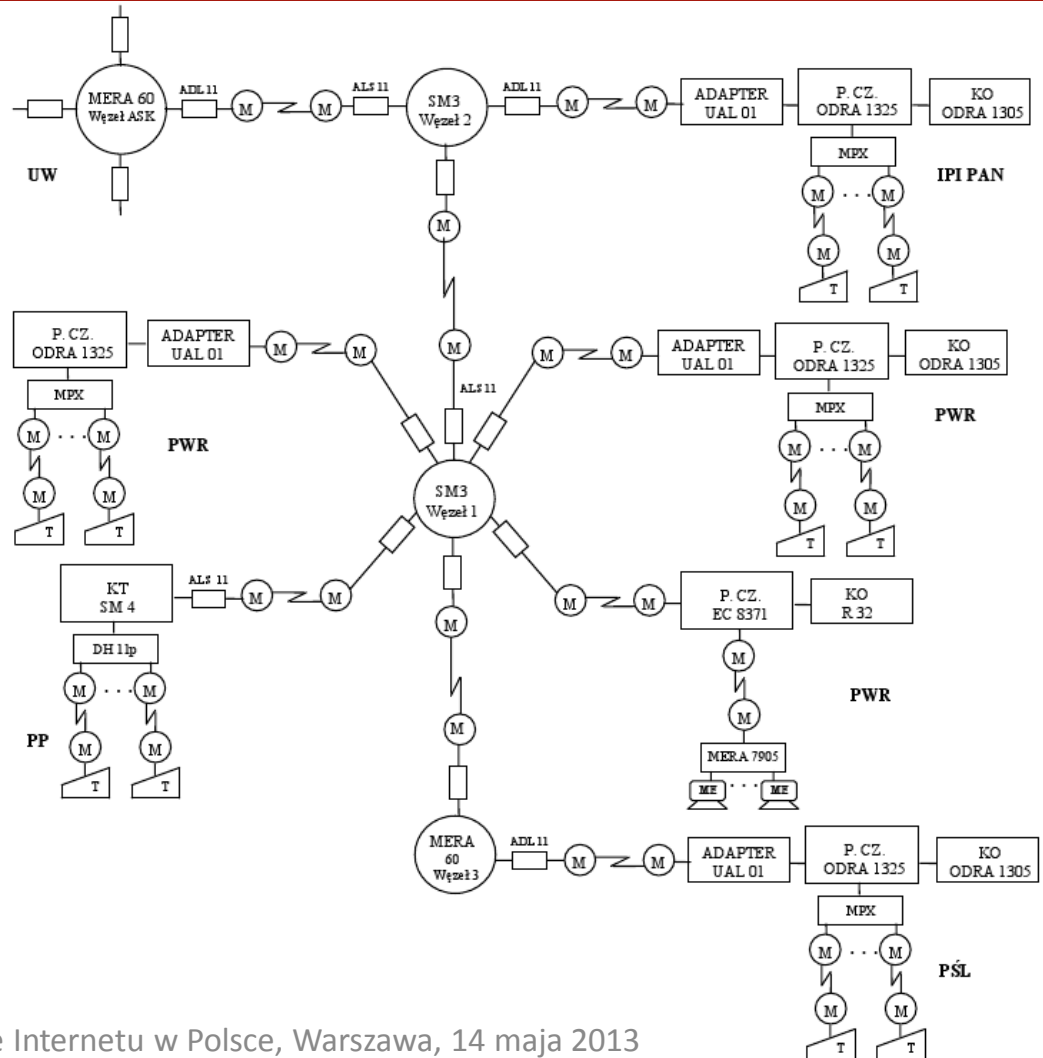 ADL 11
ALS 11
ADL 11
MERA 60
Węzeł ASK
M
M
SM3
Węzeł 2
M
M
ADAPTER
UAL 01
P. CZ.
ODRA 1325
KO
ODRA 1305
UW
MPX
IPI PAN
M
. . .
M
M
M
M
T
T
P. CZ.
ODRA 1325
ADAPTER
UAL 01
M
M
M
M
M
ADAPTER
UAL 01
P. CZ.
ODRA 1325
KO
ODRA 1305
MPX
ALS 11
MPX
M
. . .
M
PWR
M
. . .
M
PWR
M
M
SM3
Węzeł 1
M
M
T
T
T
T
KT
SM 4
ALS 11
M
M
M
M
P. CZ.
EC 8371
KO
R 32
DH 11p
M
M
M
. . .
M
M
PWR
PP
M
M
M
MERA 7905
T
T
ME
. . .
ME
MERA
60
Węzeł 3
ADL 11
M
M
ADAPTER
UAL 01
P. CZ.
ODRA 1325
KO
ODRA 1305
MPX
M
. . .
M
PŚL
M
M
T
T
e Internetu w Polsce, Warszawa, 14 maja 2013